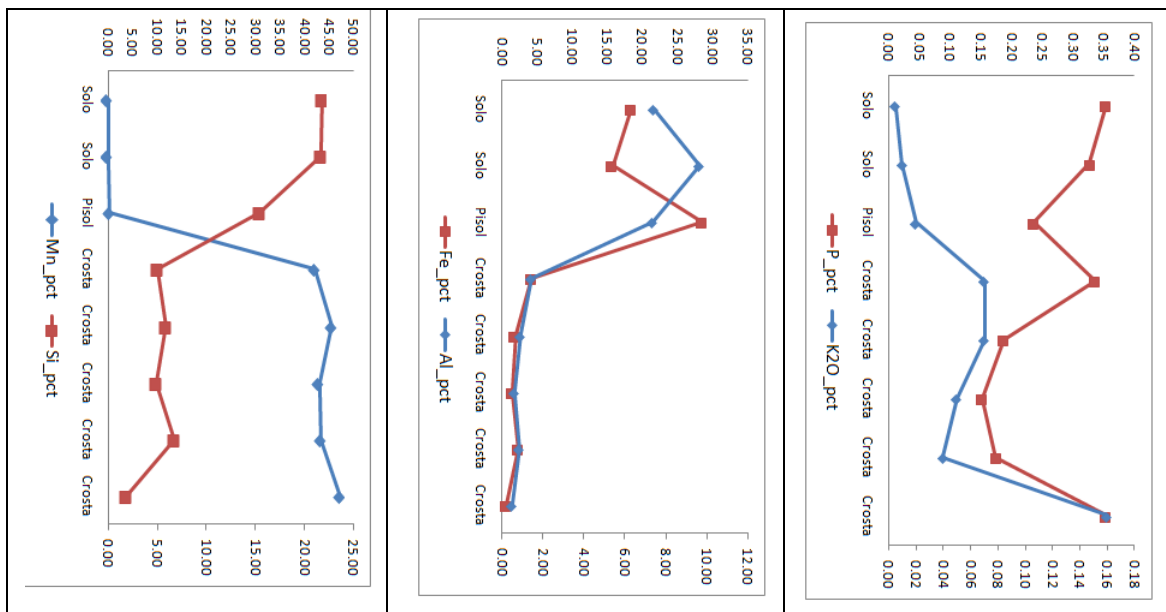 0.00
5.00
10.00
15.00
20.00
25.00
30.00
35.00
40.00
45.00
50.00
Solo
Solo
Pisol
Crosta
Crosta
Crosta
Crosta
Crosta
Mn_pct
Si_pct
0.00
5.00
10.00
15.00
20.00
25.00
0.00
5.00
10.00
15.00
20.00
25.00
30.00
35.00
Solo
Solo
Pisol
Crosta
Crosta
Crosta
Crosta
Crosta
Fe_pct
Al_pct
0.00
2.00
4.00
6.00
8.00
10.00
12.00
0.00
0.05
0.10
0.15
0.20
0.25
0.30
0.35
0.40
Solo
Solo
Pisol
Crosta
Crosta
Crosta
Crosta
Crosta
P_pct
K2O_pct
0.00
0.02
0.04
0.06
0.08
0.10
0.12
0.14
0.16
0.18